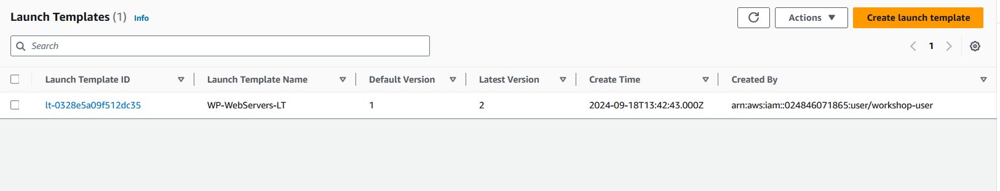 Launch Templates (1) Info
Actions
Create launch template
Search
1
Launch Template ID Launch Template Name Default Version Latest Version Create Time Created By
lt-0328e5a09f512dc35 WP-WebServers-LT 1 2 2024-09-18T13:42:43.000Z arn:aws:iam::024846071865:user/workshop-user